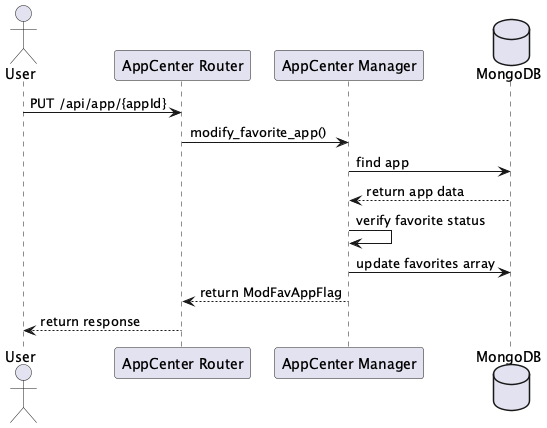 User
AppCenter Router
AppCenter Manager
MongoDB
PUT /api/app/{appId}
modify_favorite_app()
find app
return app data
verify favorite status
update favorites array
return ModFavAppFlag
return response
User
AppCenter Router
AppCenter Manager
MongoDB